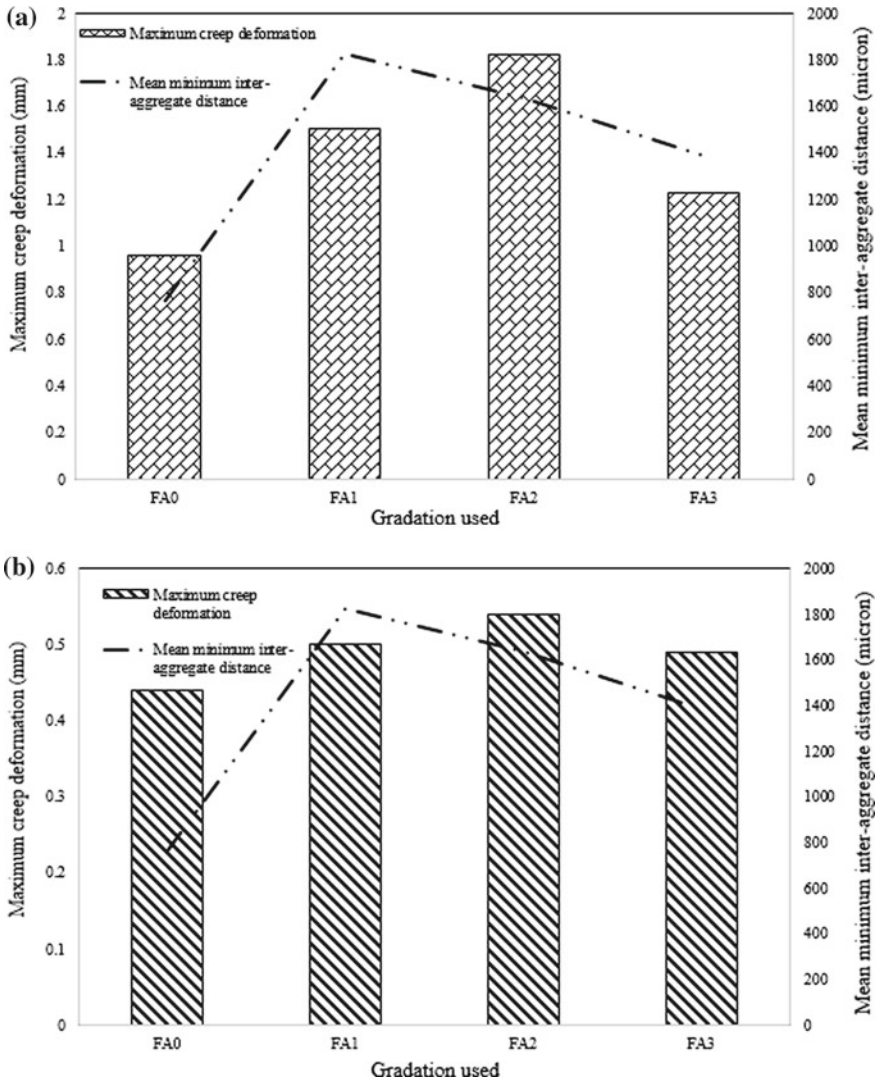 (a)
2
1.8
1.6
1.4
1.2
1
0.8
0.6
0.4
0.2
0
Maximum creep deformation (mm)
Maximum creep deformation
Mean minimum inter-
aggregate distance
2000
1800
1600
1400
1200
1000
800
600
400
200
0
Mean minimum inter-aggregate distance (micron)
FA0 FA1 FA2 FA3
Gradation used
(b)
0.6
0.5
0.4
0.3
0.2
0.1
0
Maximum creep deformation (mm)
Maximum creep
deformation
Mean minimum inter-
aggregate distance
2000
1800
1600
1400
1200
1000
800
600
400
200
0
Mean minimum inter-aggregate distance (micron)
FA0 FA1 FA2 FA3
Gradation used